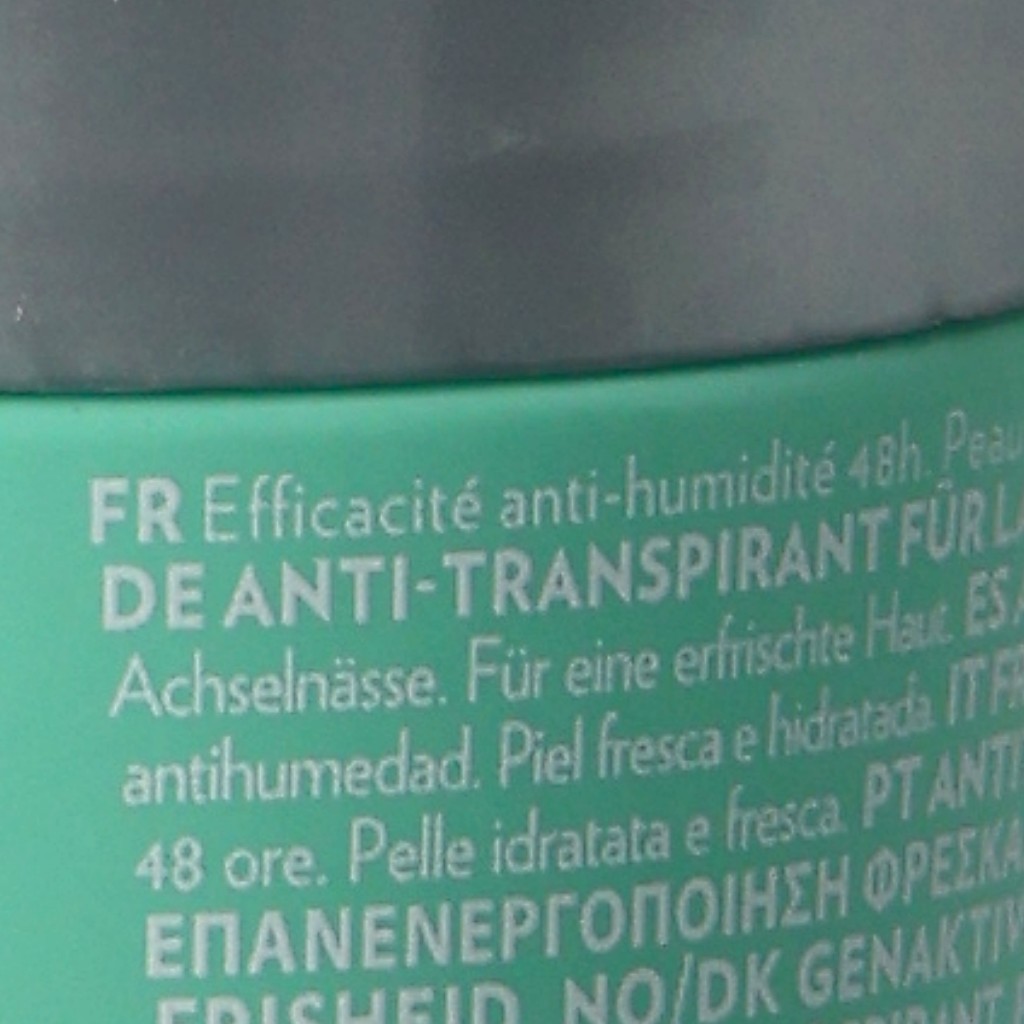 FR Efficacité anti-humidité 48h. Peau
DE ANTI-TRANSPIRANT FÜR
Achselnässe. Für eine erfrischte Haut. ES
antihumedad. Piel fresca e hidratada. IT
48 ore. Pelle idratata e fresca. PT
ΕΠΑΝΕΝΕΡΓΟΠΟΙΗΣΗ
FRISHEID. NO/DK